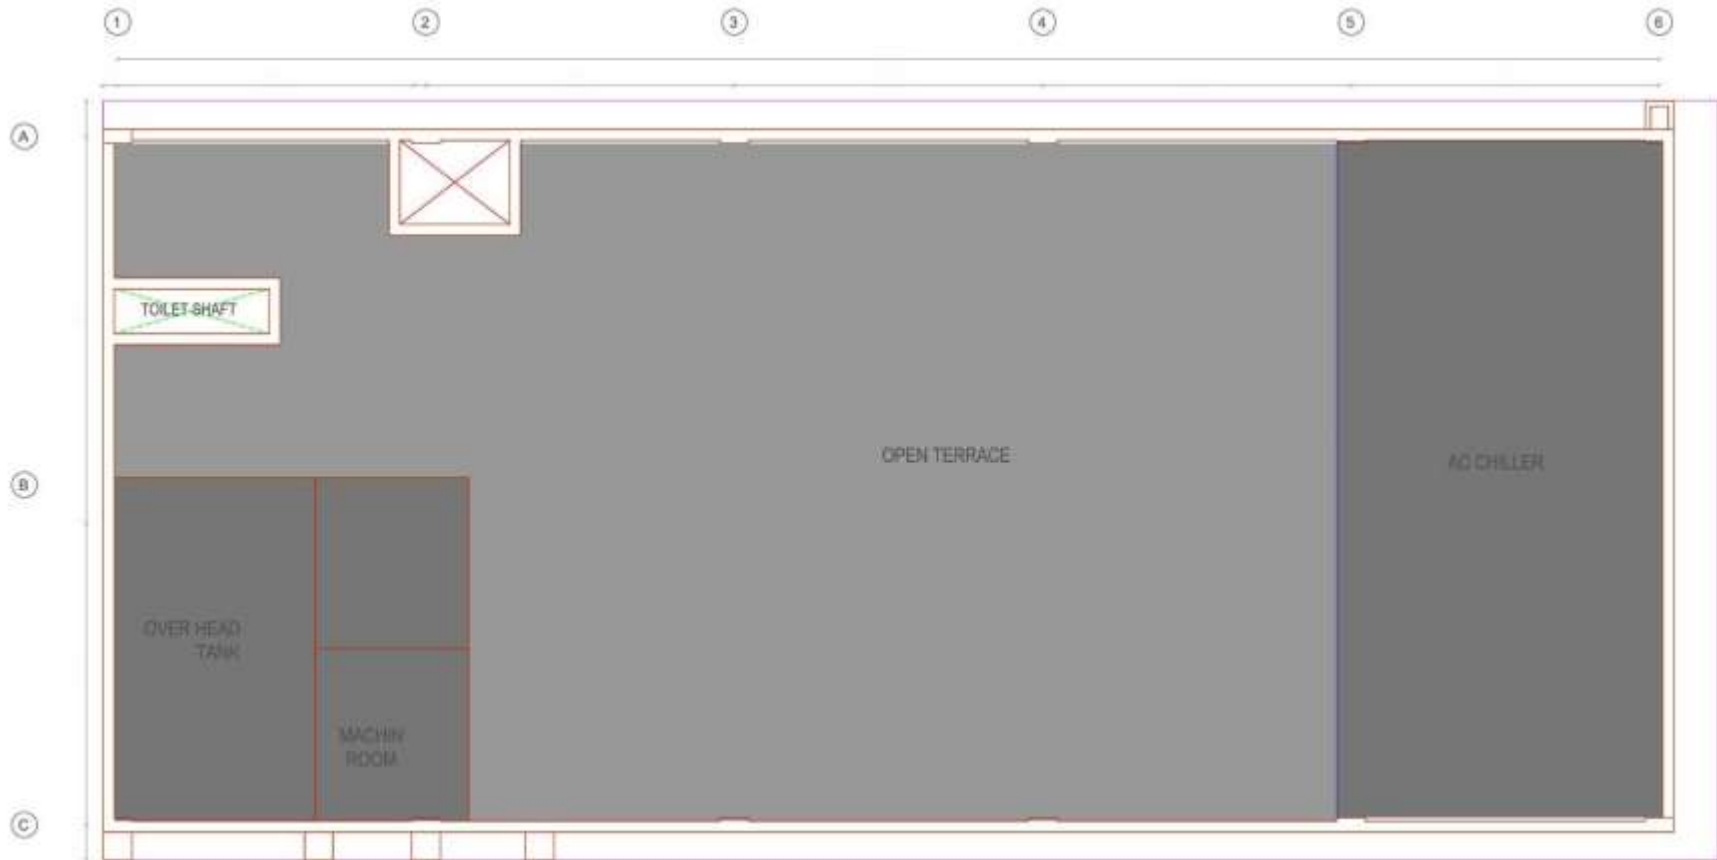 1 2 3 4 5 6
A
TOILET SHAFT
OPEN TERRACE
AC CHILLER
B
OVER HEAD
TANK
MACHIN
ROOM
C